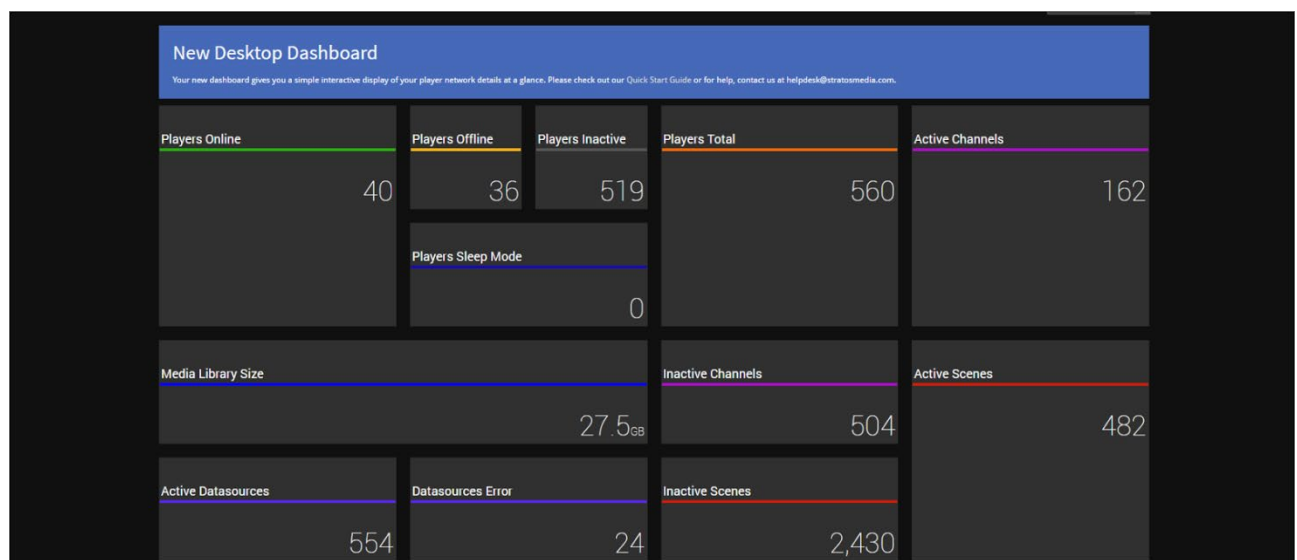 New Desktop Dashboard
Your new dashboard gives you a simple interactive display of your player network details at a glance. Please check out our Quick Start Guide or for help, contact us at helpdesk@stratosmedia.com.
Players Online
40
Players Offline
36
Players Inactive
519
Players Total
560
Active Channels
162
Players Sleep Mode
0
Media Library Size
27.5GB
Inactive Channels
504
Active Scenes
482
Active Datasources
554
Datasources Error
24
Inactive Scenes
2,430